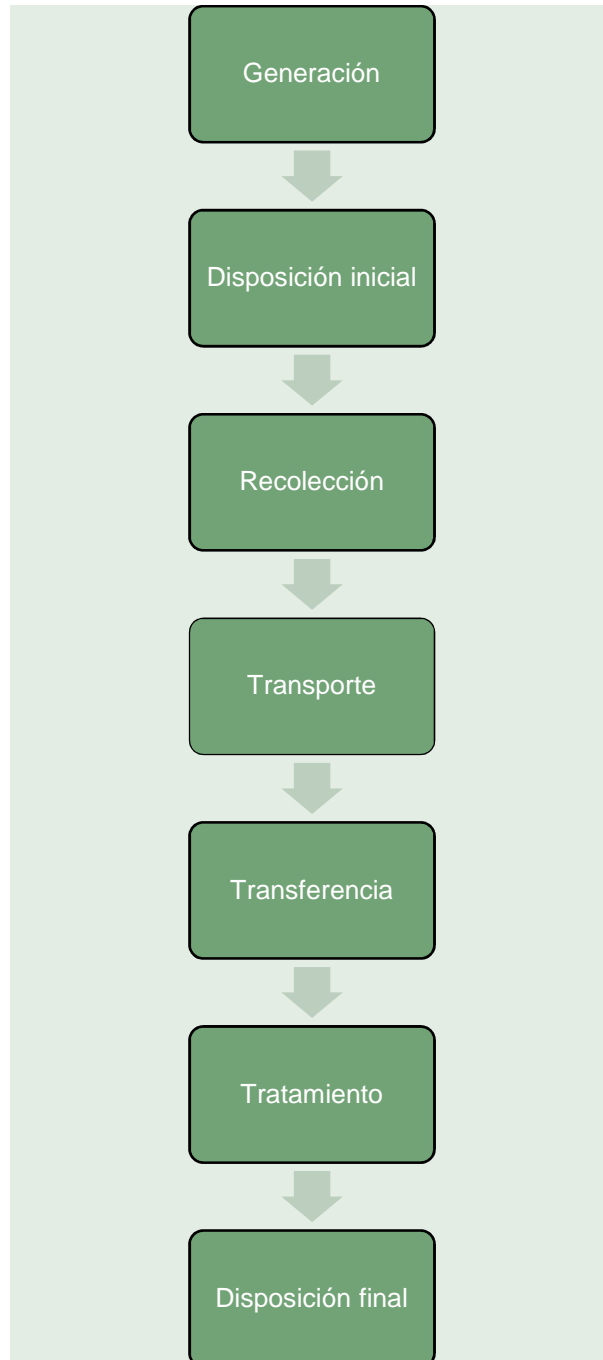 Generación
Disposición inicial
Recolección
Transporte
Transferencia
Tratamiento
Disposición final